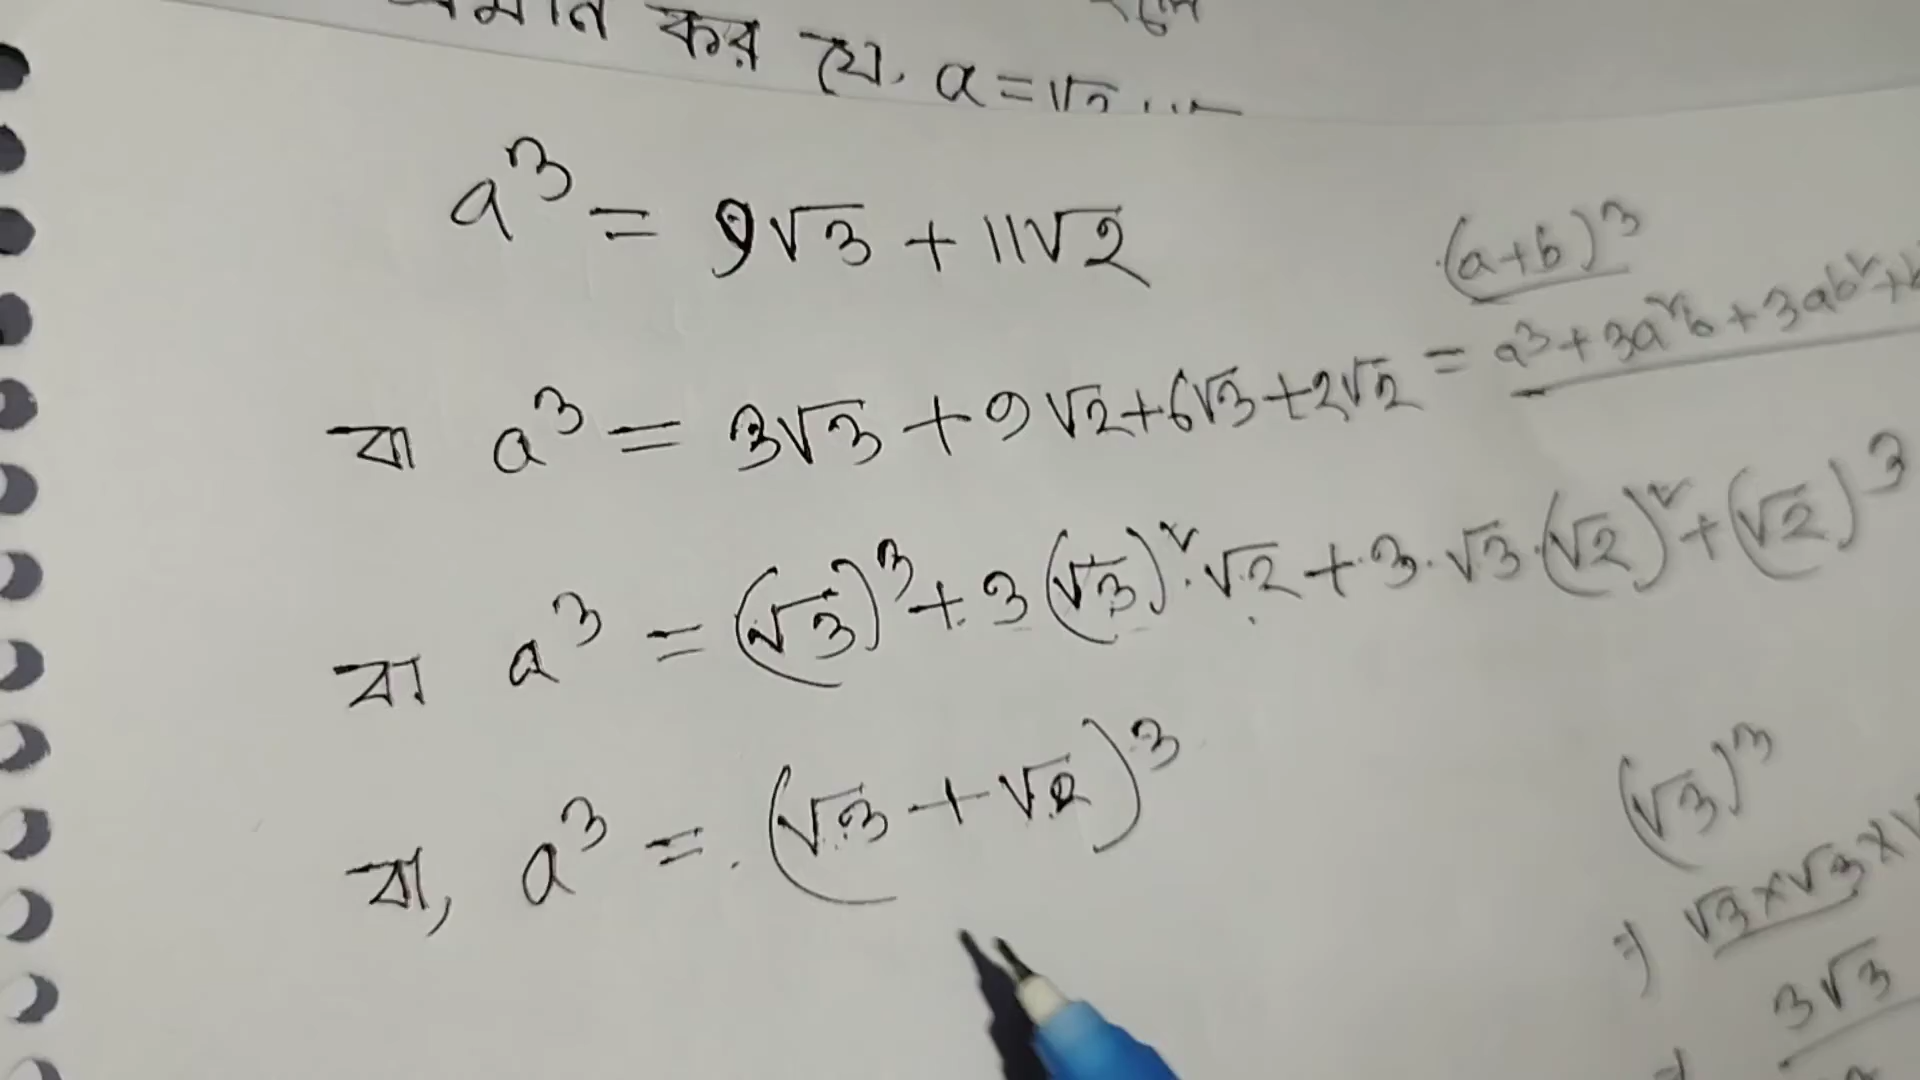 কর যে, a = √3
a³ = 9√3 + 11√2
(a+b)³
= a³ + 3a²b + 3ab² +
বা a³ = 3√3 + 9√2 + 6√3 + 2√2
বা a³ = (√3)³ + 3(√3)²·√2 + 3·√3·(√2)² + (√2)³
বা, a³ = (√3 + √2)³
(√3)³
⇒ √3×√3×
3√3